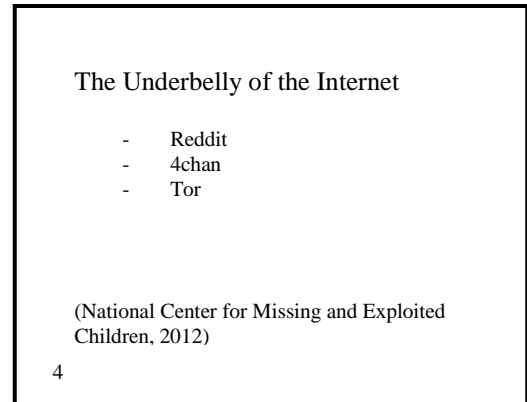 The Underbelly of the Internet
- Reddit
- 4chan
- Tor
(National Center for Missing and Exploited
Children, 2012)
4